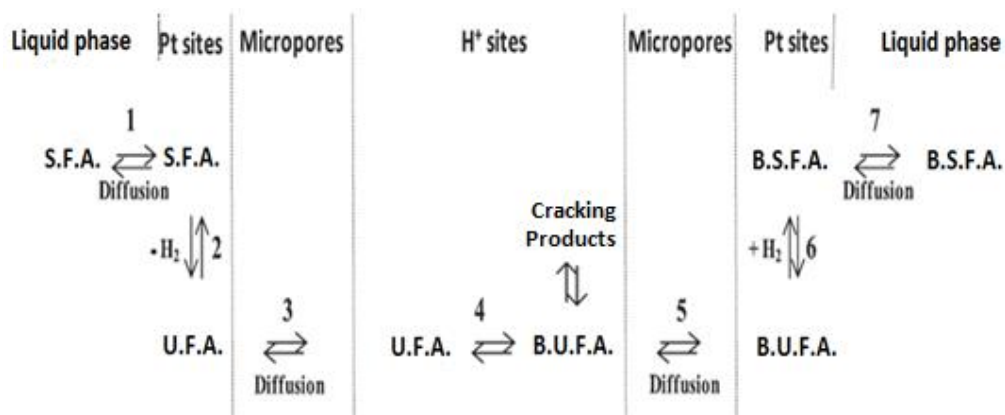 Liquid phase Pt sites Micropores H⁺ sites Micropores Pt sites Liquid phase
1 7
S.F.A. S.F.A. B.S.F.A. B.S.F.A.
Diffusion Diffusion
Cracking
Products
- H₂ 2 + H₂ 6
3 4 5
U.F.A. U.F.A. B.U.F.A. B.U.F.A.
Diffusion Diffusion